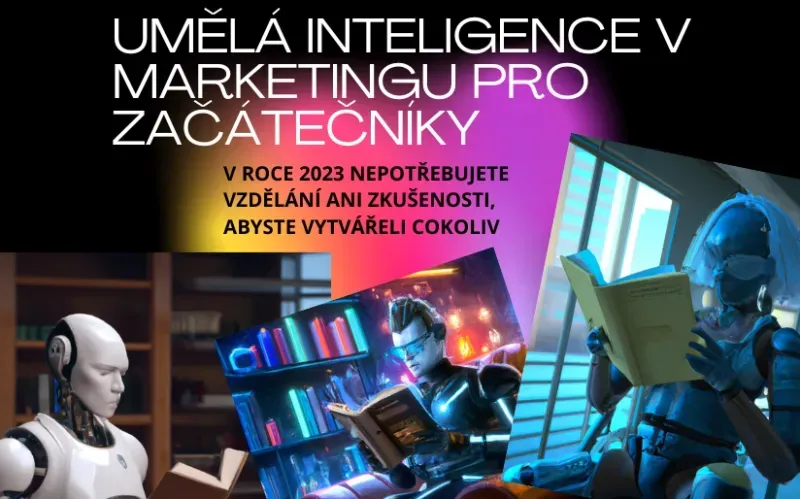 UMĚLÁ INTELIGENCE V
MARKETINGU PRO
ZAČÁTEČNÍKY
V ROCE 2023 NEPOTŘEBUJETE
VZDĚLÁNÍ ANI ZKUŠENOSTI,
ABYSTE VYTVÁŘELI COKOLIV